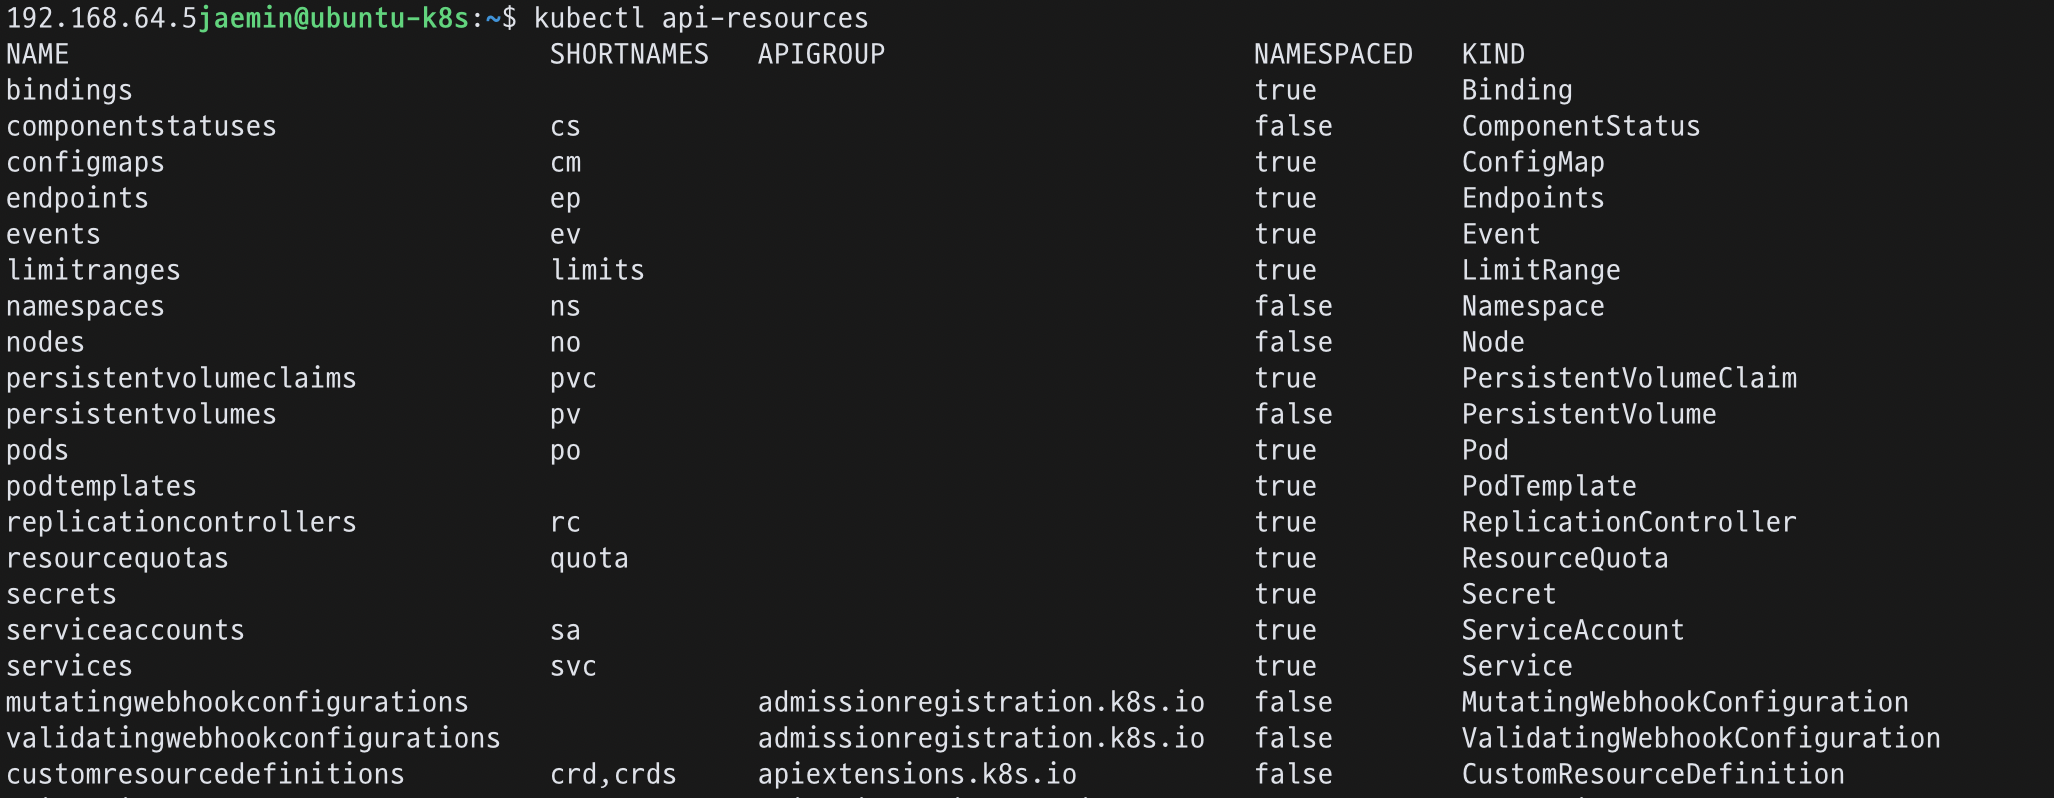 192.168.64.5jaemin@ubuntu-k8s:~$ kubectl api-resources
NAME SHORTNAMES APIGROUP NAMESPACED KIND
bindings true Binding
componentstatuses cs false ComponentStatus
configmaps cm true ConfigMap
endpoints ep true Endpoints
events ev true Event
limitranges limits true LimitRange
namespaces ns false Namespace
nodes no false Node
persistentvolumeclaims pvc true PersistentVolumeClaim
persistentvolumes pv false PersistentVolume
pods po true Pod
podtemplates true PodTemplate
replicationcontrollers rc true ReplicationController
resourcequotas quota true ResourceQuota
secrets true Secret
serviceaccounts sa true ServiceAccount
services svc true Service
mutatingwebhookconfigurations admissionregistration.k8s.io false MutatingWebhookConfiguration
validatingwebhookconfigurations admissionregistration.k8s.io false ValidatingWebhookConfiguration
customresourcedefinitions crd,crds apiextensions.k8s.io false CustomResourceDefinition